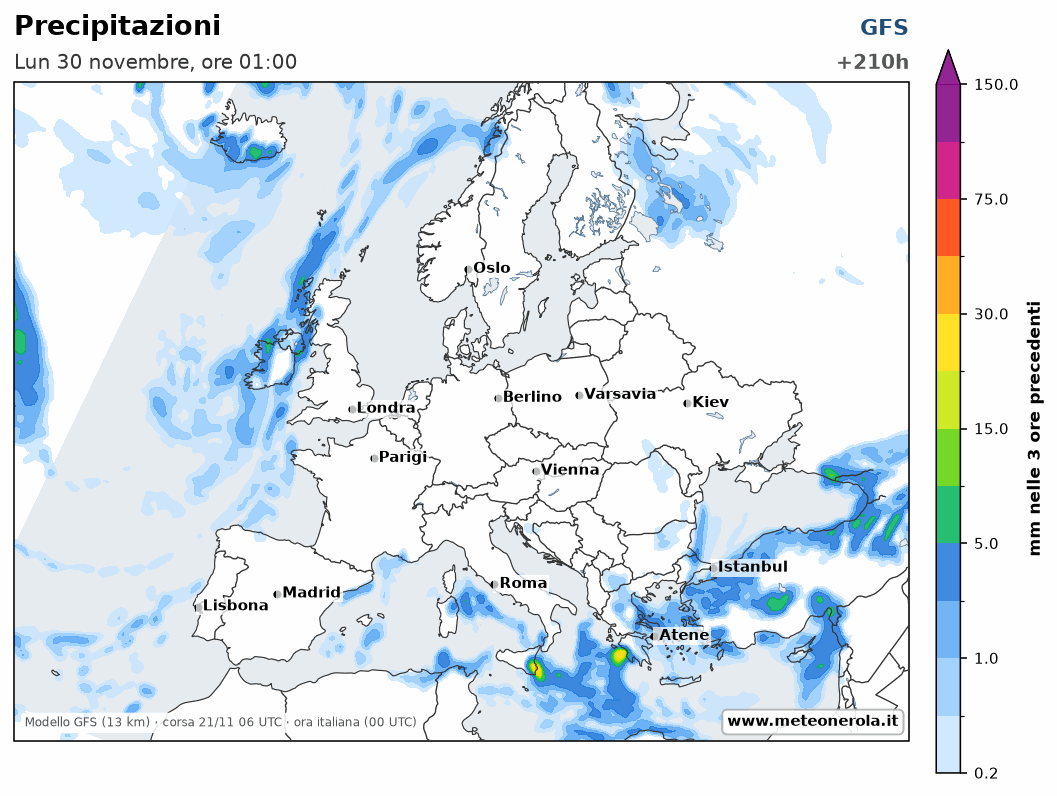 Precipitazioni
GFS
Lun 30 novembre, ore 01:00
+210h
150.0
75.0
30.0
15.0
5.0
1.0
0.2
mm nelle 3 ore precedenti
Oslo
Berlino
Varsavia
Kiev
Londra
Parigi
Vienna
Istanbul
Roma
Madrid
Lisbona
Atene
Modello GFS (13 km) · corsa 21/11 06 UTC · ora italiana (00 UTC)
www.meteonerola.it